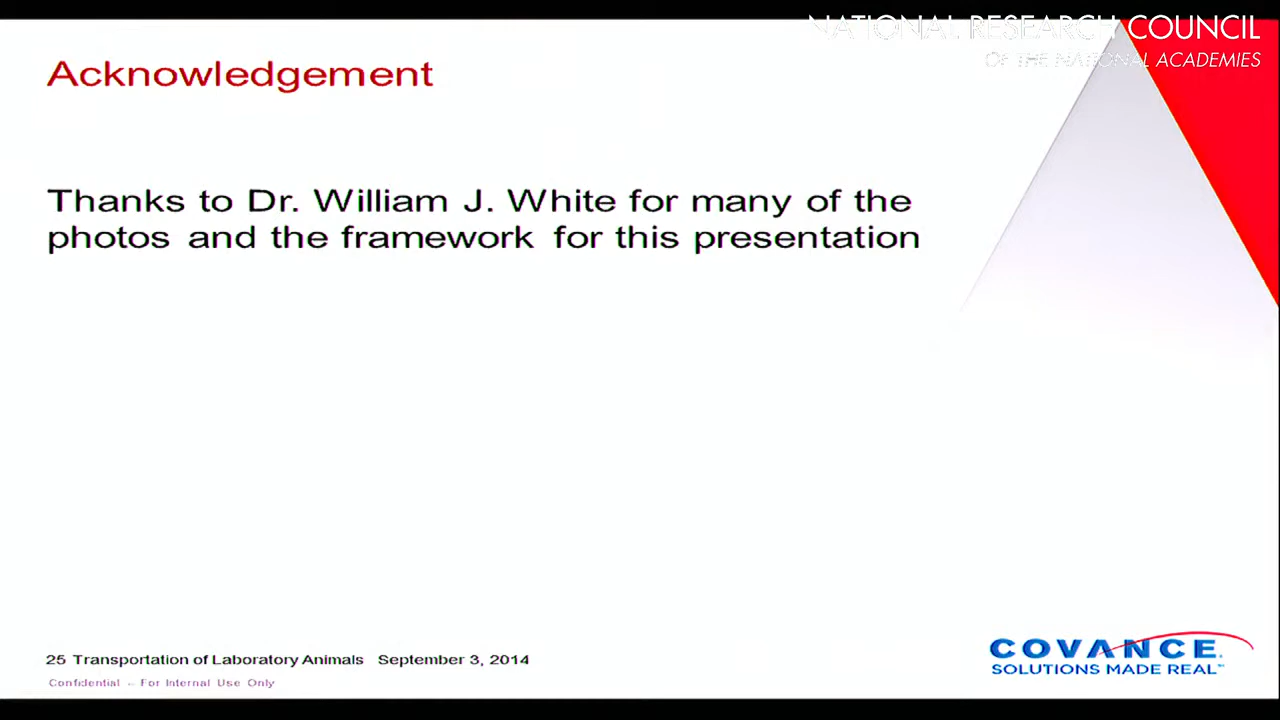 NATIONAL RESEARCH COUNCIL
OF THE NATIONAL ACADEMIES
Acknowledgement
Thanks to Dr. William J. White for many of the
photos and the framework for this presentation
25 Transportation of Laboratory Animals September 3, 2014
Confidential – For Internal Use Only
COVANCE
SOLUTIONS MADE REAL™